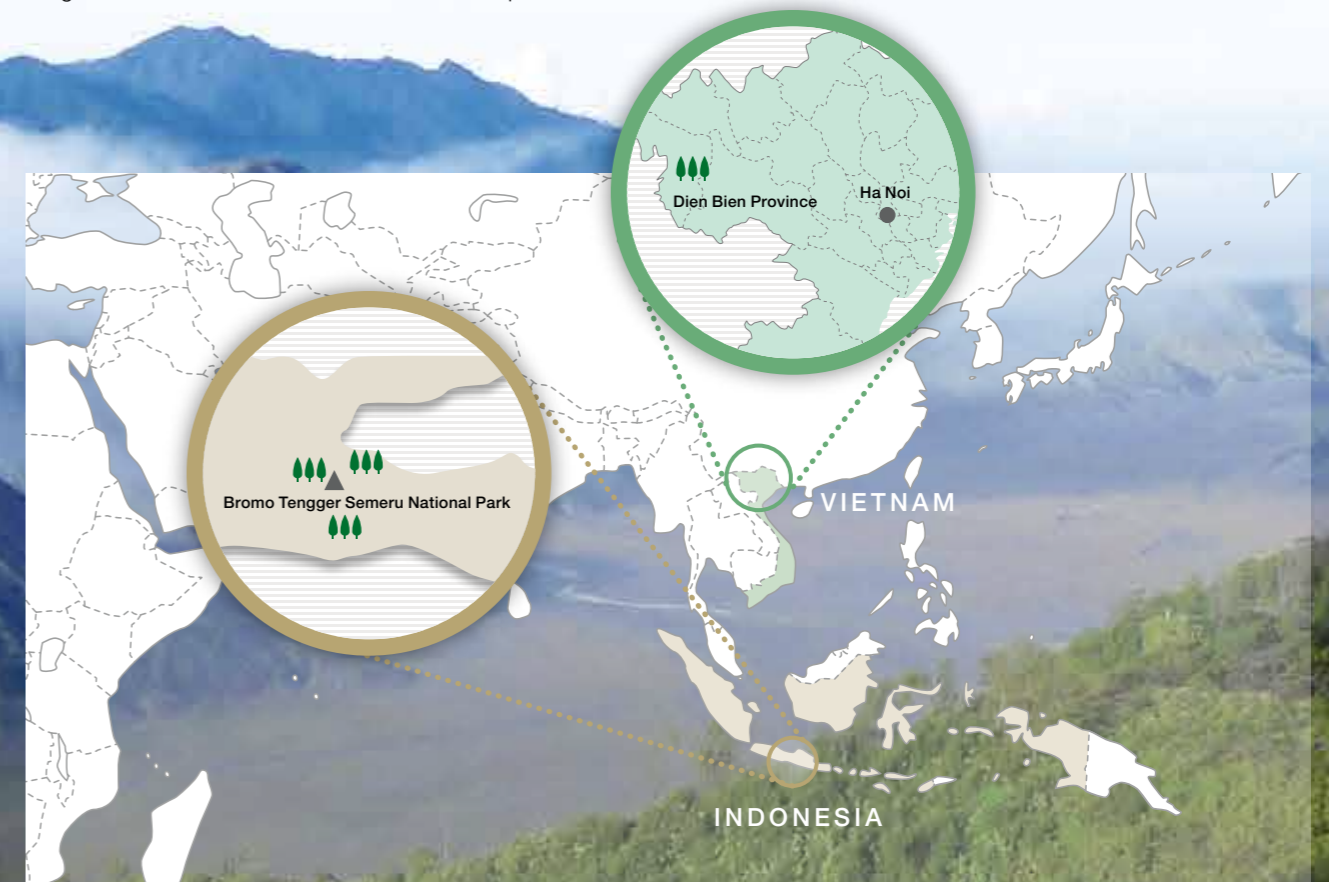 Dien Bien Province
Ha Noi
Bromo Tengger Semeru National Park
VIETNAM
INDONESIA